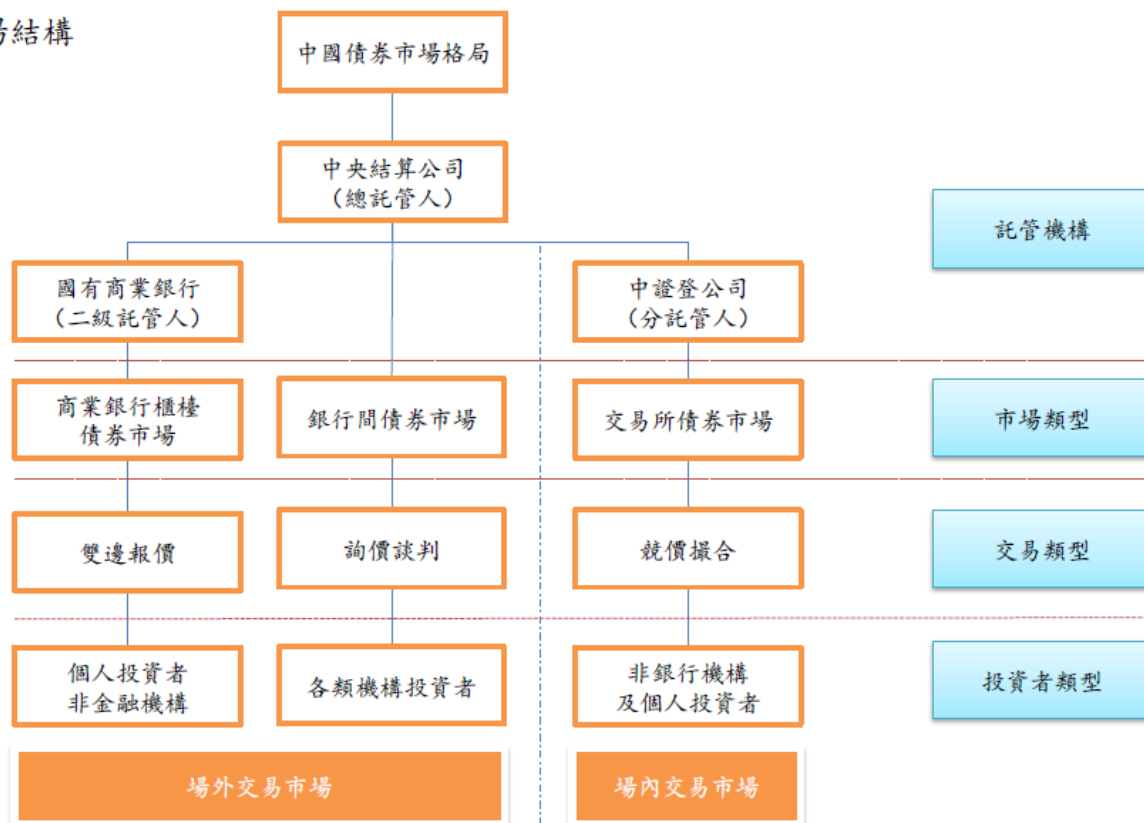 結構
中國債券市場格局
中央結算公司
（總託管人）
託管機構
國有商業銀行
（二級託管人）
中證登公司
（分託管人）
商業銀行櫃檯
債券市場
銀行間債券市場
交易所債券市場
市場類型
雙邊報價
詢價談判
競價撮合
交易類型
個人投資者
非金融機構
各類機構投資者
非銀行機構
及個人投資者
投資者類型
場外交易市場
場內交易市場